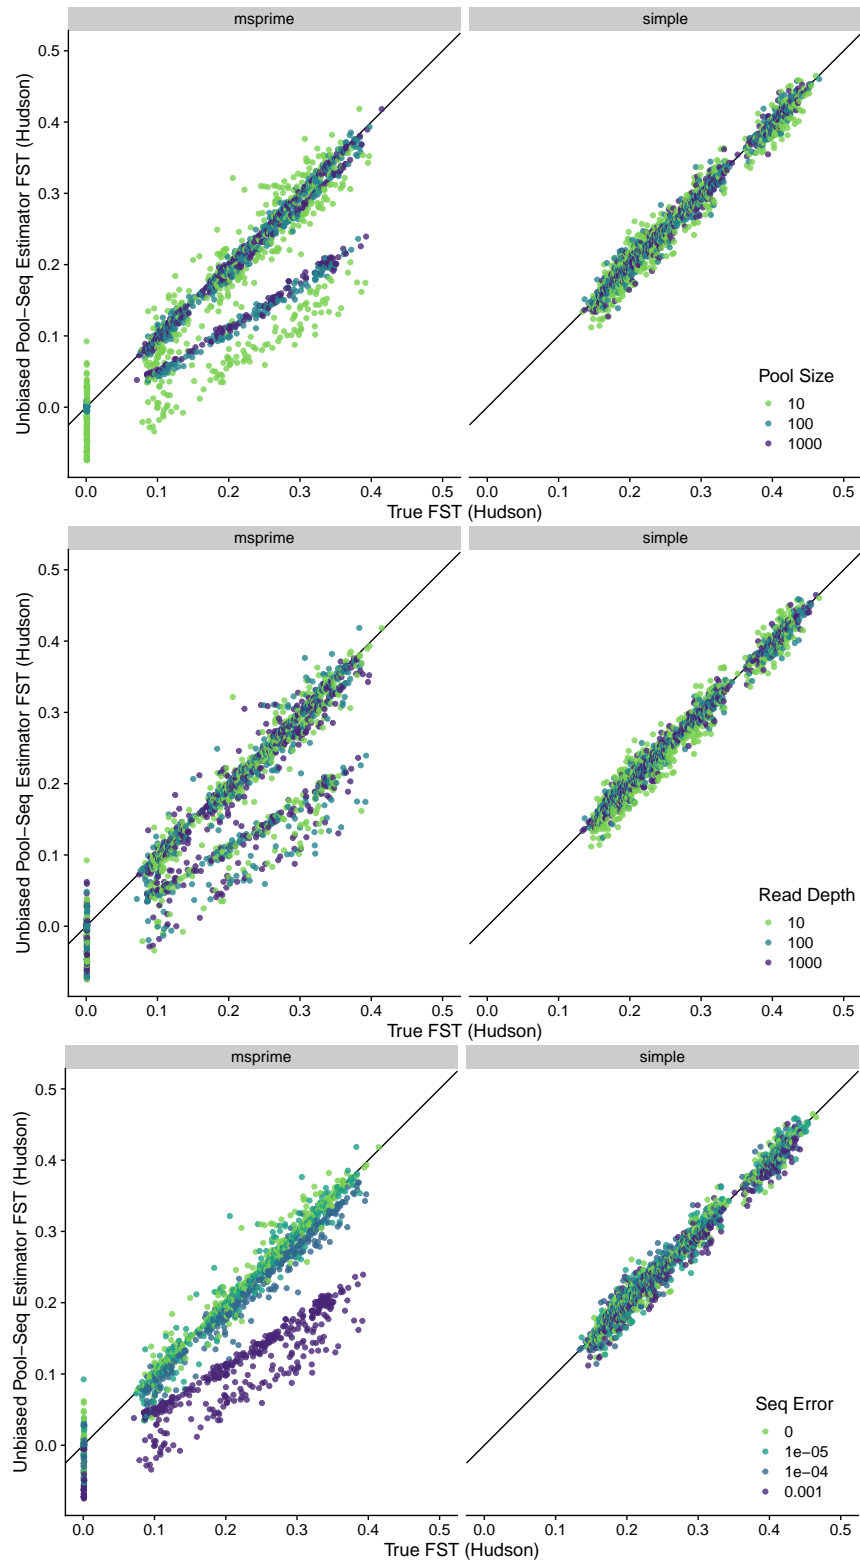 msprime simple
Unbiased Pool−Seq Estimator FST (Hudson)
0.5
0.4
0.3
0.2
0.1
0.0
Pool Size
10
100
1000
0.0 0.1 0.2 0.3 0.4 0.5 0.0 0.1 0.2 0.3 0.4 0.5
True FST (Hudson)
msprime simple
Unbiased Pool−Seq Estimator FST (Hudson)
0.5
0.4
0.3
0.2
0.1
0.0
Read Depth
10
100
1000
0.0 0.1 0.2 0.3 0.4 0.5 0.0 0.1 0.2 0.3 0.4 0.5
True FST (Hudson)
msprime simple
Unbiased Pool−Seq Estimator FST (Hudson)
0.5
0.4
0.3
0.2
0.1
0.0
Seq Error
0
1e−05
1e−04
0.001
0.0 0.1 0.2 0.3 0.4 0.5 0.0 0.1 0.2 0.3 0.4 0.5
True FST (Hudson)